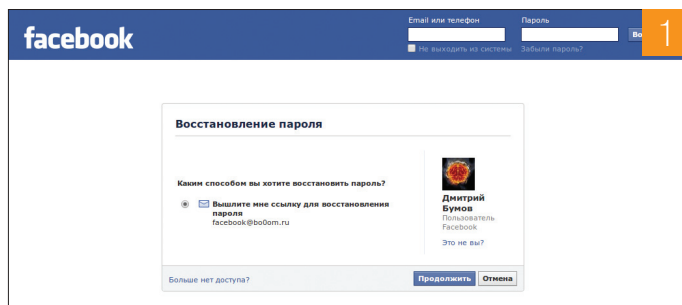 Email или телефон Пароль
facebook
Во
1
Не выходить из системы Забыли пароль?
Восстановление пароля
Каким способом вы хотите восстановить пароль?
Вышлите мне ссылку для восстановления
пароля
facebook@bo0om.ru
Дмитрий
Бумов
Пользователь
Facebook
Это не вы?
Больше нет доступа?
Продолжить Отмена